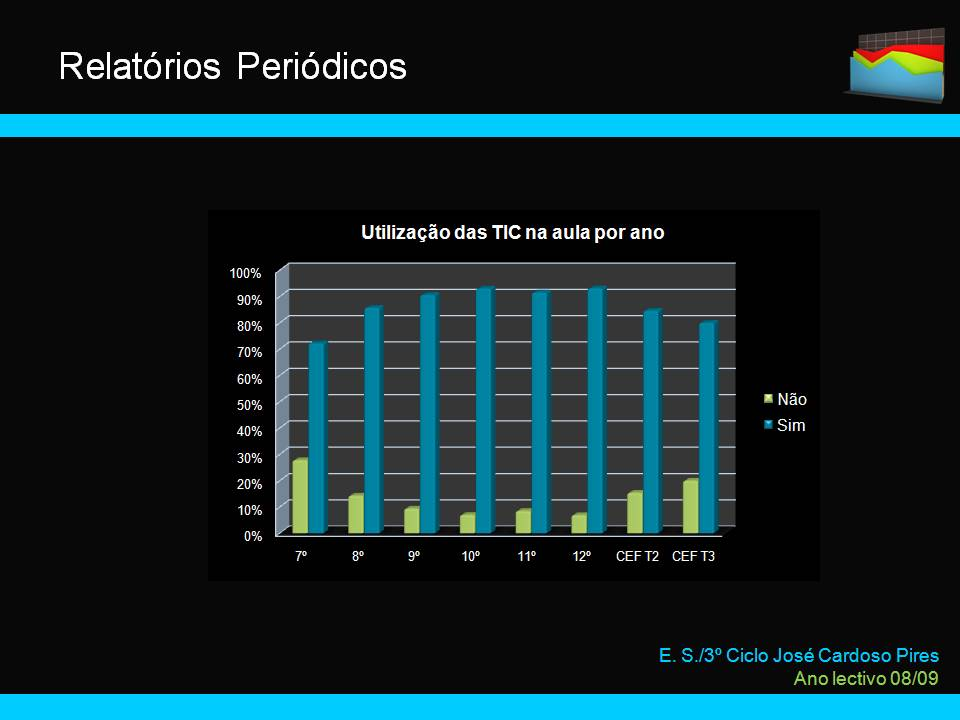 Relatórios Periódicos
Utilização das TIC na aula por ano
100%
90%
80%
70%
60%
50%
40%
30%
20%
10%
0%
7º 8º 9º 10º 11º 12º CEF T2 CEF T3
Não
Sim
E. S./3º Ciclo José Cardoso Pires
Ano lectivo 08/09